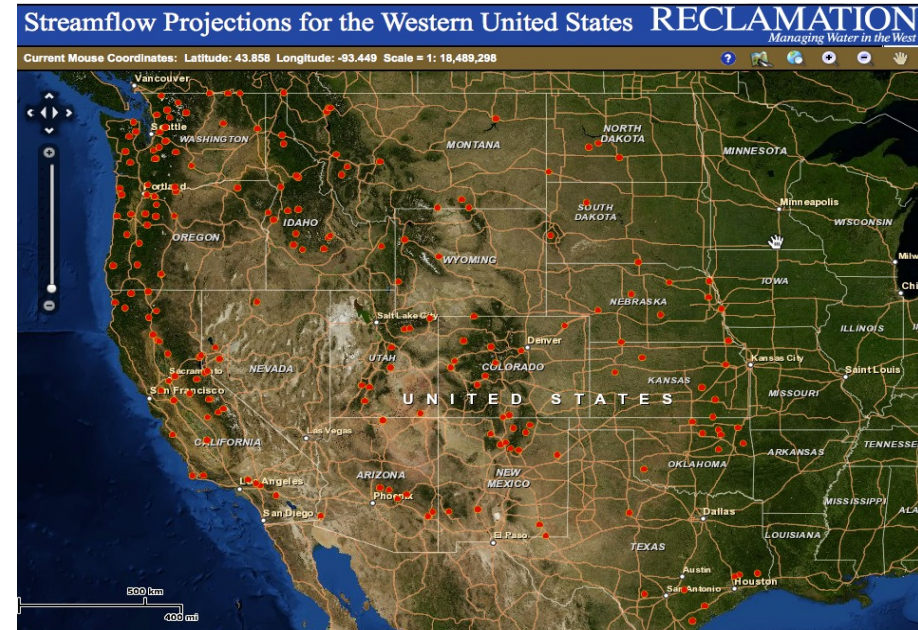 Streamflow Projections for the Western United States
RECLAMATION
Managing Water in the West
Current Mouse Coordinates: Latitude: 43.858 Longitude: -93.449 Scale = 1: 18,489,298
Vancouver
Seattle
WASHINGTON
MONTANA
NORTH
DAKOTA
MINNESOTA
Portland
Minneapolis
IDAHO
SOUTH
DAKOTA
WISCONSIN
OREGON
WYOMING
Milw
IOWA
Chi
NEBRASKA
Salt Lake City
ILLINOIS
Denver
UTAH
Kansas City
NEVADA
COLORADO
Sacramento
KANSAS
Saint Louis
San Francisco
MISSOURI
UNITED STATES
Las Vegas
CALIFORNIA
TENNESSE
ARKANSAS
OKLAHOMA
ARIZONA
NEW
MEXICO
Los Angeles
Phoenix
MISSISSIPPI
ALA
San Diego
Dallas
El Paso
LOUISIANA
TEXAS
Austin
Houston
San Antonio
500 km
400 mi